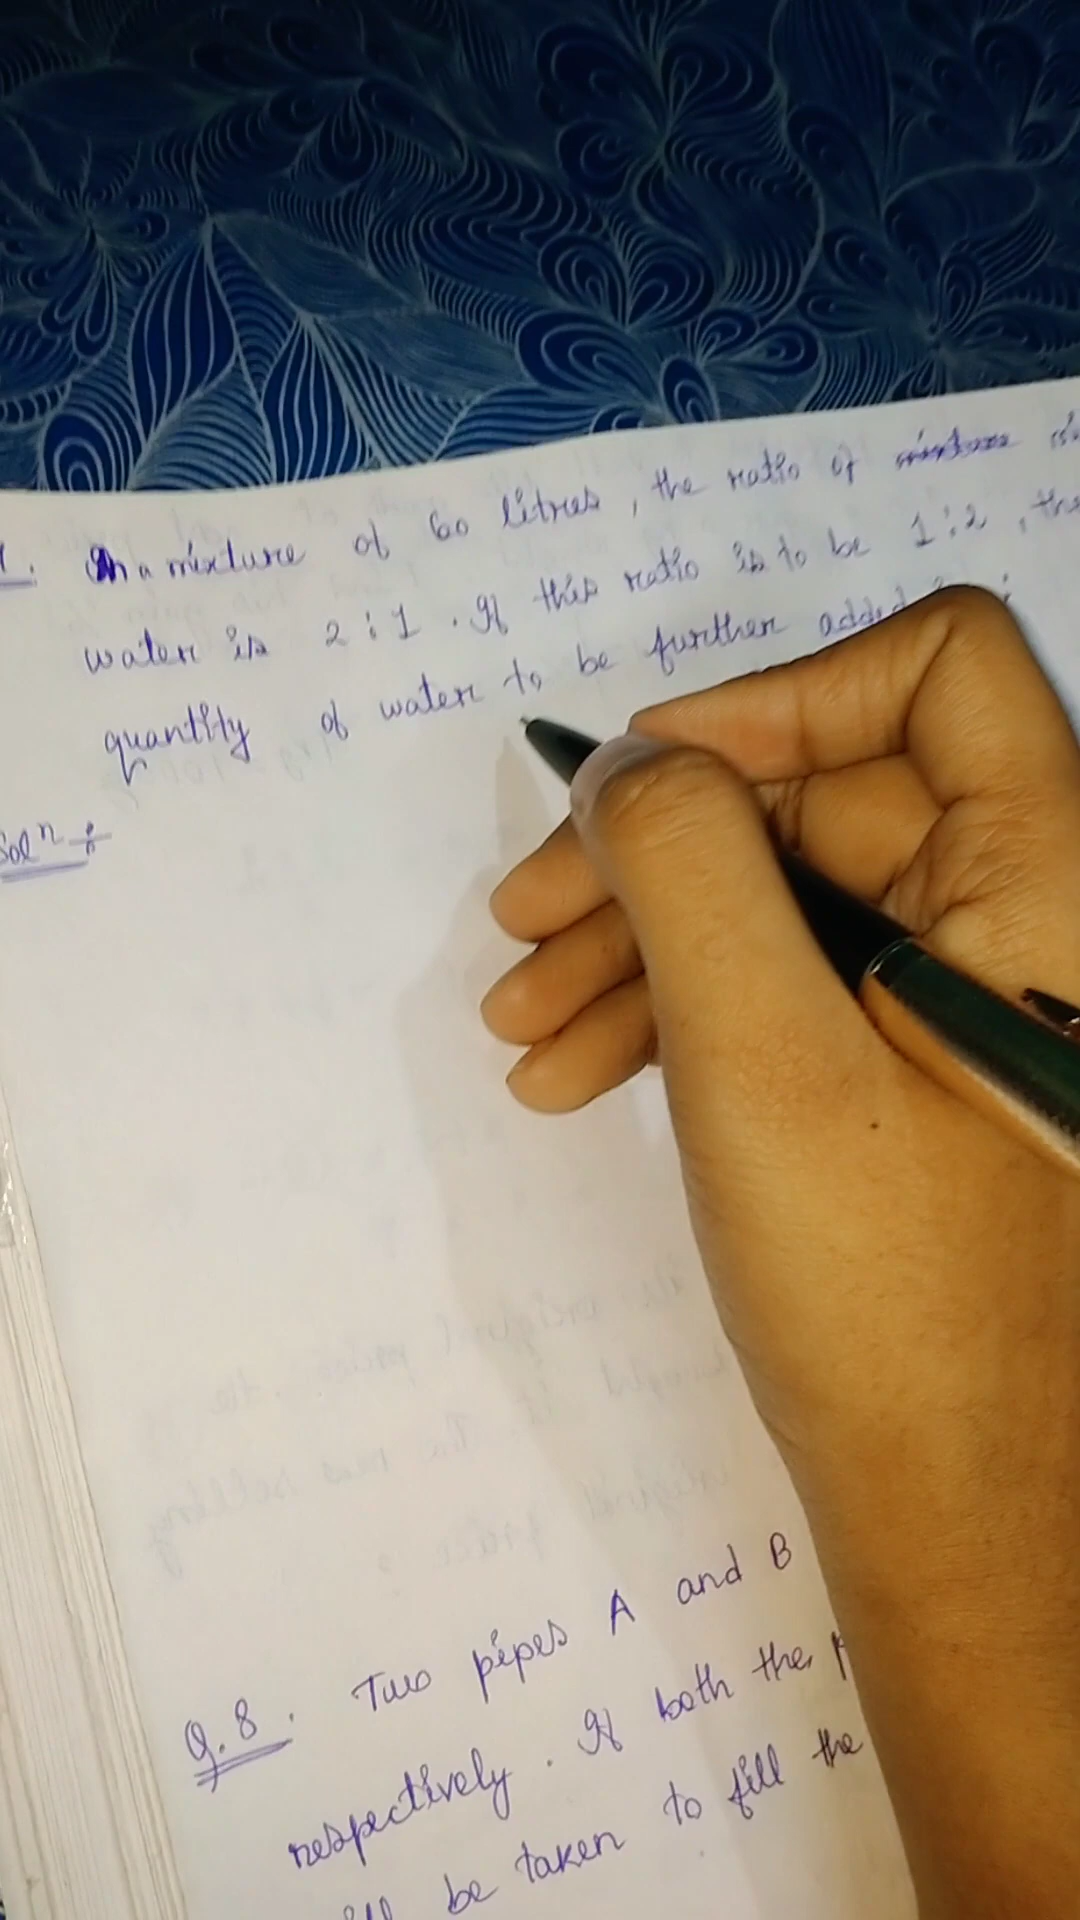 In a mixture of 60 litres, the ratio of
water is 2:1. If this ratio is to be 1:2, the
quantity of water to be further added
Solⁿ ÷
Q.8. Two pipes A and B
respectively. If both the p
be taken to fill the